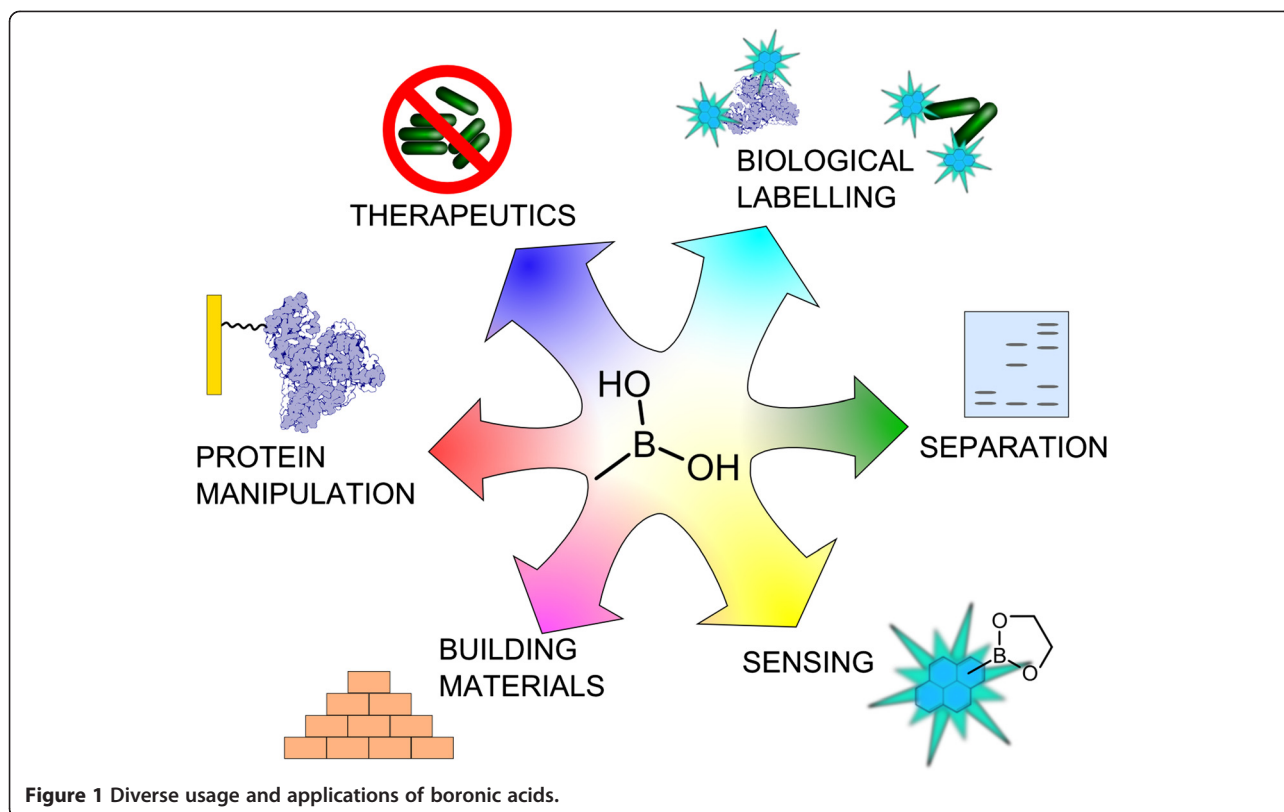 THERAPEUTICS
BIOLOGICAL
LABELLING
PROTEIN
MANIPULATION
HO
B
OH
SEPARATION
BUILDING
MATERIALS
SENSING
O
B
O
Figure 1 Diverse usage and applications of boronic acids.